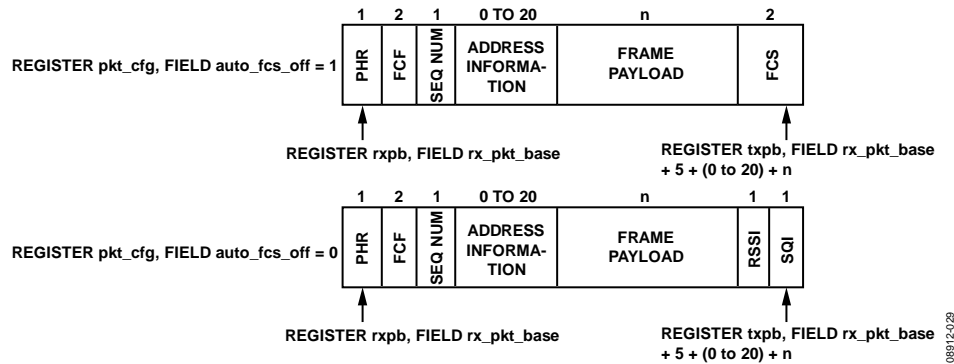 1 2 1 0 TO 20 n 2
REGISTER pkt_cfg, FIELD auto_fcs_off = 1
PHR
FCF
SEQ NUM
ADDRESS
INFORMA-
TION
FRAME
PAYLOAD
FCS
REGISTER rxpb, FIELD rx_pkt_base
REGISTER txpb, FIELD rx_pkt_base
+ 5 + (0 to 20) + n
1 2 1 0 TO 20 n 1 1
REGISTER pkt_cfg, FIELD auto_fcs_off = 0
PHR
FCF
SEQ NUM
ADDRESS
INFORMA-
TION
FRAME
PAYLOAD
RSSI
SQI
REGISTER rxpb, FIELD rx_pkt_base
REGISTER txpb, FIELD rx_pkt_base
+ 5 + (0 to 20) + n
08912-029